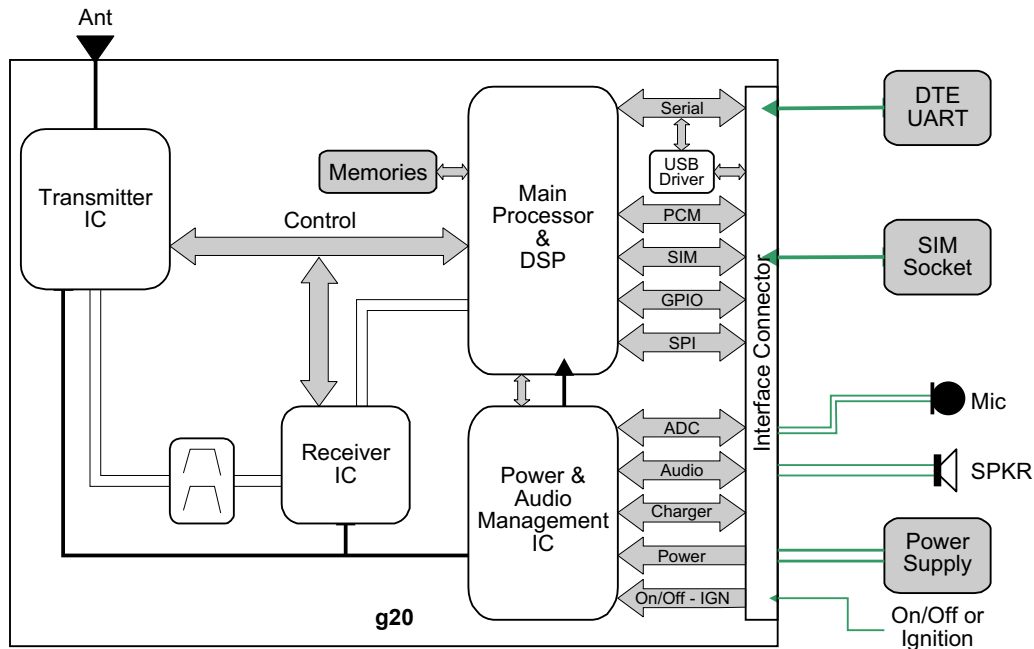 Ant
Transmitter
IC
Memories
Control
Main
Processor
&
DSP
Serial
USB
Driver
PCM
SIM
GPIO
SPI
Interface Connector
DTE
UART
SIM
Socket
Receiver
IC
Power &
Audio
Management
IC
ADC
Audio
Charger
Power
On/Off - IGN
Mic
SPKR
Power
Supply
On/Off or
Ignition
g20